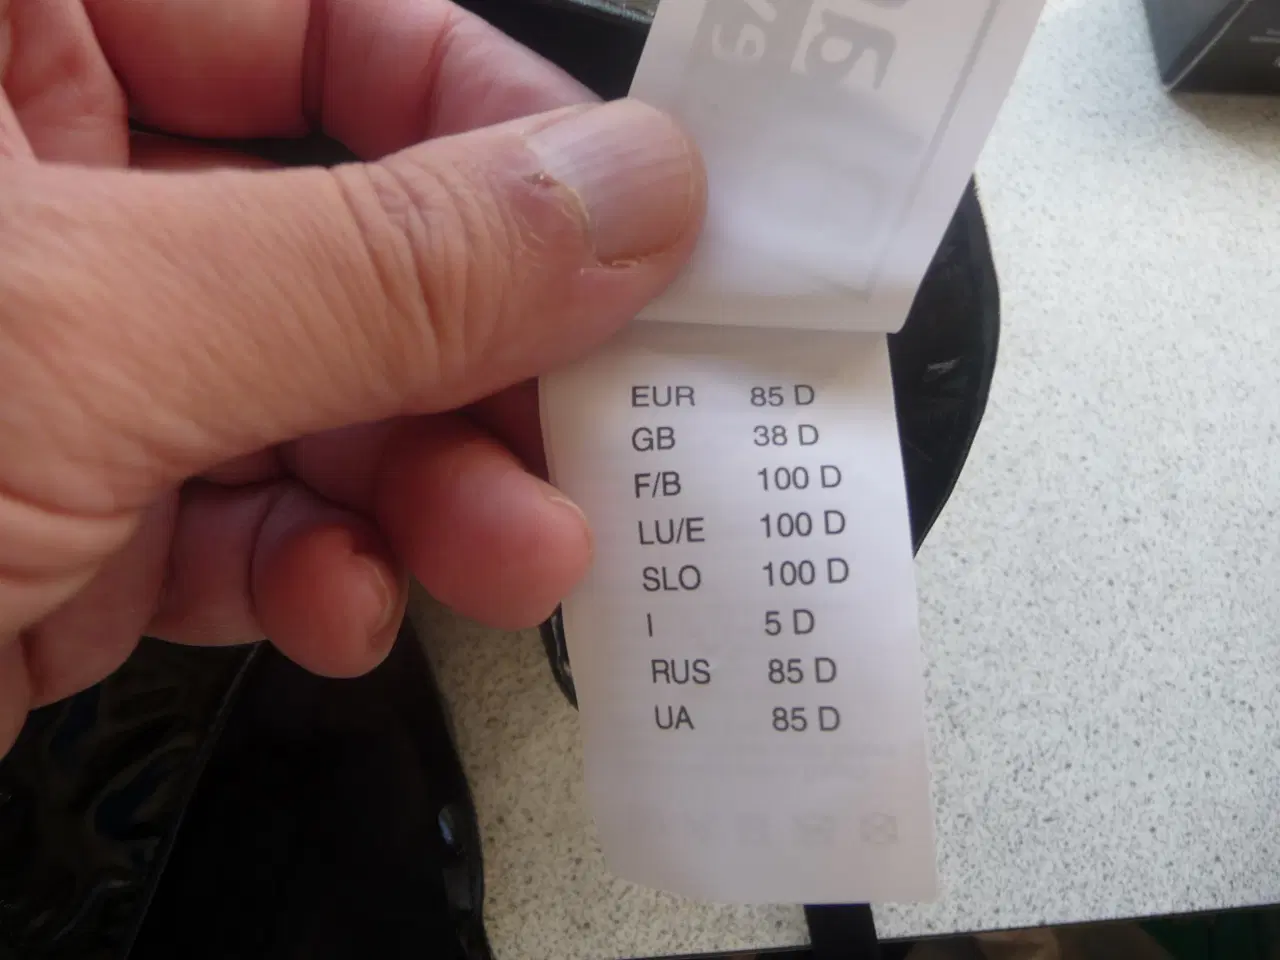 EUR 85 D
GB 38 D
F/B 100 D
LU/E 100 D
SLO 100 D
I 5 D
RUS 85 D
UA 85 D